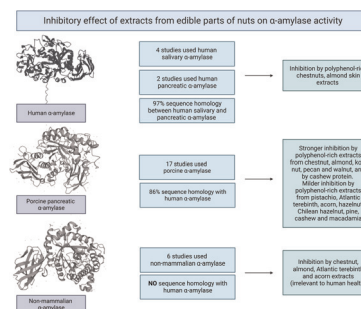 Inhibitory effect of extracts from edible parts of nuts on α-amylase activity
4 studies used human
salivary α-amylase
2 studies used human
pancreatic α-amylase
97% sequence homology
between human salivary and
pancreatic α-amylase
Inhibition by polyphenol-ric
chestnuts, almond skin
extracts
Human α-amylase
17 studies used
porcine α-amylase
86% sequence homology with
human α-amylase
Stronger inhibition by
polyphenol-rich extracts
from chestnut, almond, ko
nut, pecan and walnut, an
by cashew protein.
Milder inhibition by
polyphenol-rich extracts
from pistachio, Atlantic
terebinth, acorn, hazelnut
Chilean hazelnut, pine,
cashew and macadamia
Porcine pancreatic
α-amylase
6 studies used
non-mammalian α-amylase
NO sequence homology with
human α-amylase
Inhibition by chestnut,
almond, Atlantic terebinth
and acorn extracts
(irrelevant to human healt
Non-mammalian
α-amylase